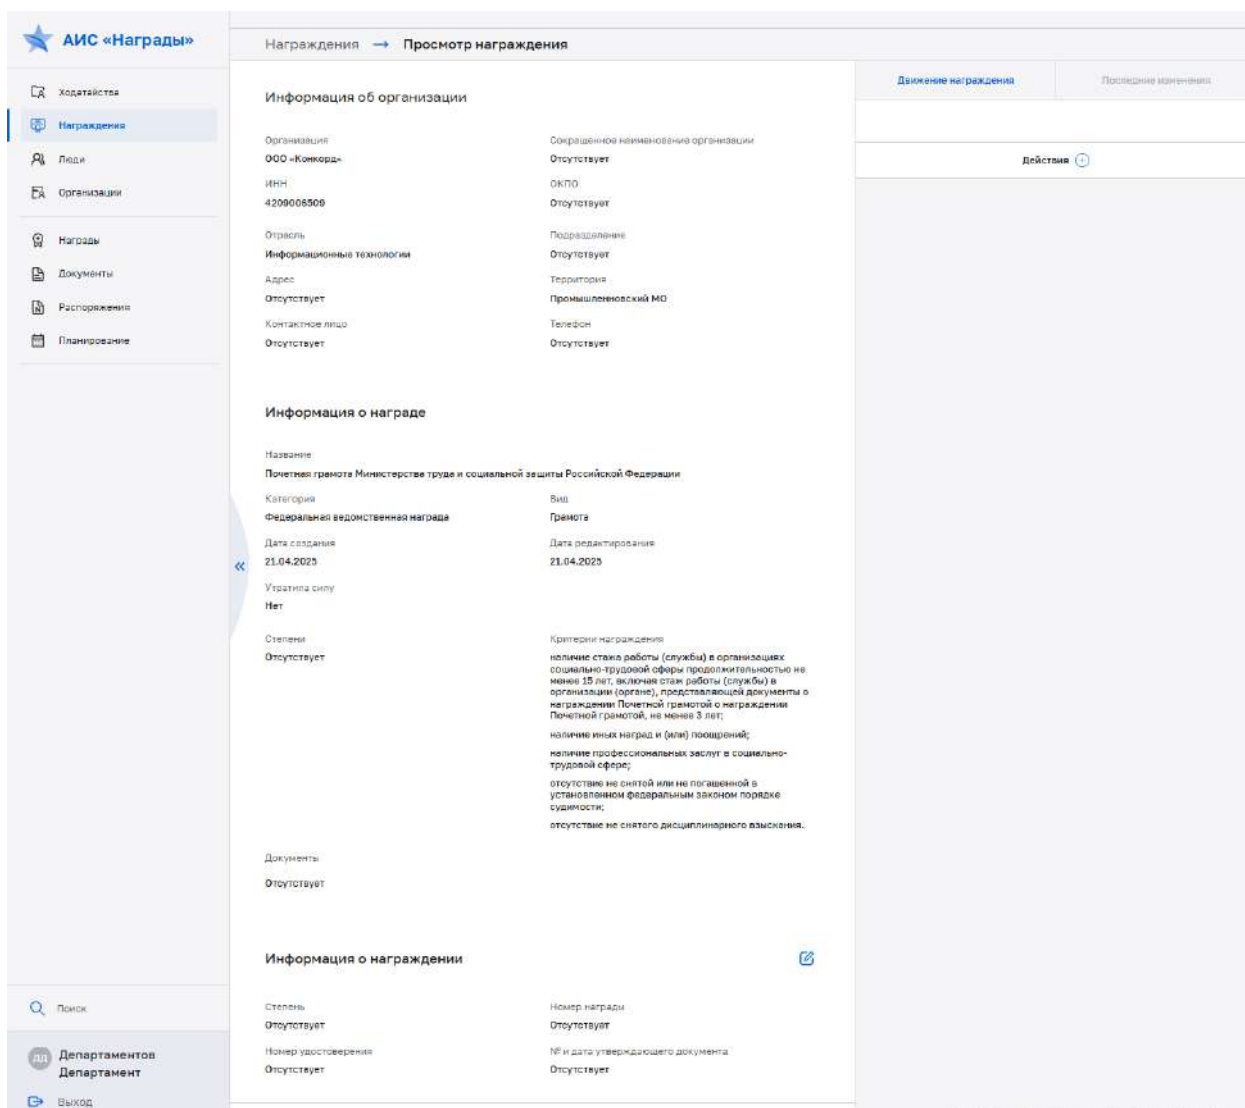 АИС «Награды»
Ходатайства
Награждения
Люди
Организации
Награды
Документы
Распоряжения
Планирование
Поиск
ДД
Департаментов
Департамент
Выход
Награждения → Просмотр награждения
Информация об организации
Организация
ООО «Конкорд»
Сокращенное наименование организации
Отсутствует
ИНН
4209006509
ОКПО
Отсутствует
Отрасль
Информационные технологии
Подразделение
Отсутствует
Адрес
Отсутствует
Территория
Промышленновский МО
Контактное лицо
Отсутствует
Телефон
Отсутствует
Информация о награде
Название
Почетная грамота Министерства труда и социальной защиты Российской Федерации
Категория
Федеральная ведомственная награда
Вид
Грамота
Дата создания
21.04.2025
Дата редактирования
21.04.2025
Утратила силу
Нет
Степени
Отсутствует
Критерии награждения
наличие стажа работы (службы) в организациях
социально-трудовой сферы продолжительностью не
менее 15 лет, включая стаж работы (службы) в
организации (органе), представляющей документы о
награждении Почетной грамотой о награждении
Почетной грамотой, не менее 3 лет;
наличие иных наград и (или) поощрений;
наличие профессиональных заслуг в социально-
трудовой сфере;
отсутствие не снятой или не погашенной в
установленном федеральным законом порядке
судимости;
отсутствие не снятого дисциплинарного взыскания.
Документы
Отсутствует
Информация о награждении
Степень
Отсутствует
Номер награды
Отсутствует
Номер удостоверения
Отсутствует
№ и дата утверждающего документа
Отсутствует
Движение награждения
Последние изменения
Действия